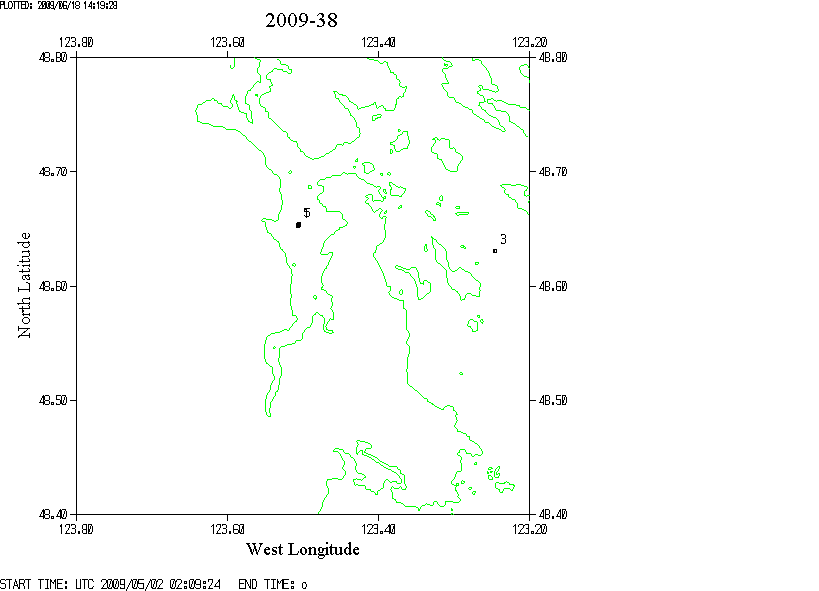 PLOTTED: 2009/06/18 14:19:29
2009-38
123.80 123.60 123.40 123.20
48.80 48.80
48.70 48.70
5
3
48.60 48.60
48.50 48.50
48.40 48.40
123.80 123.60 123.40 123.20
North Latitude
West Longitude
START TIME: UTC 2009/05/02 02:09:24 END TIME: o